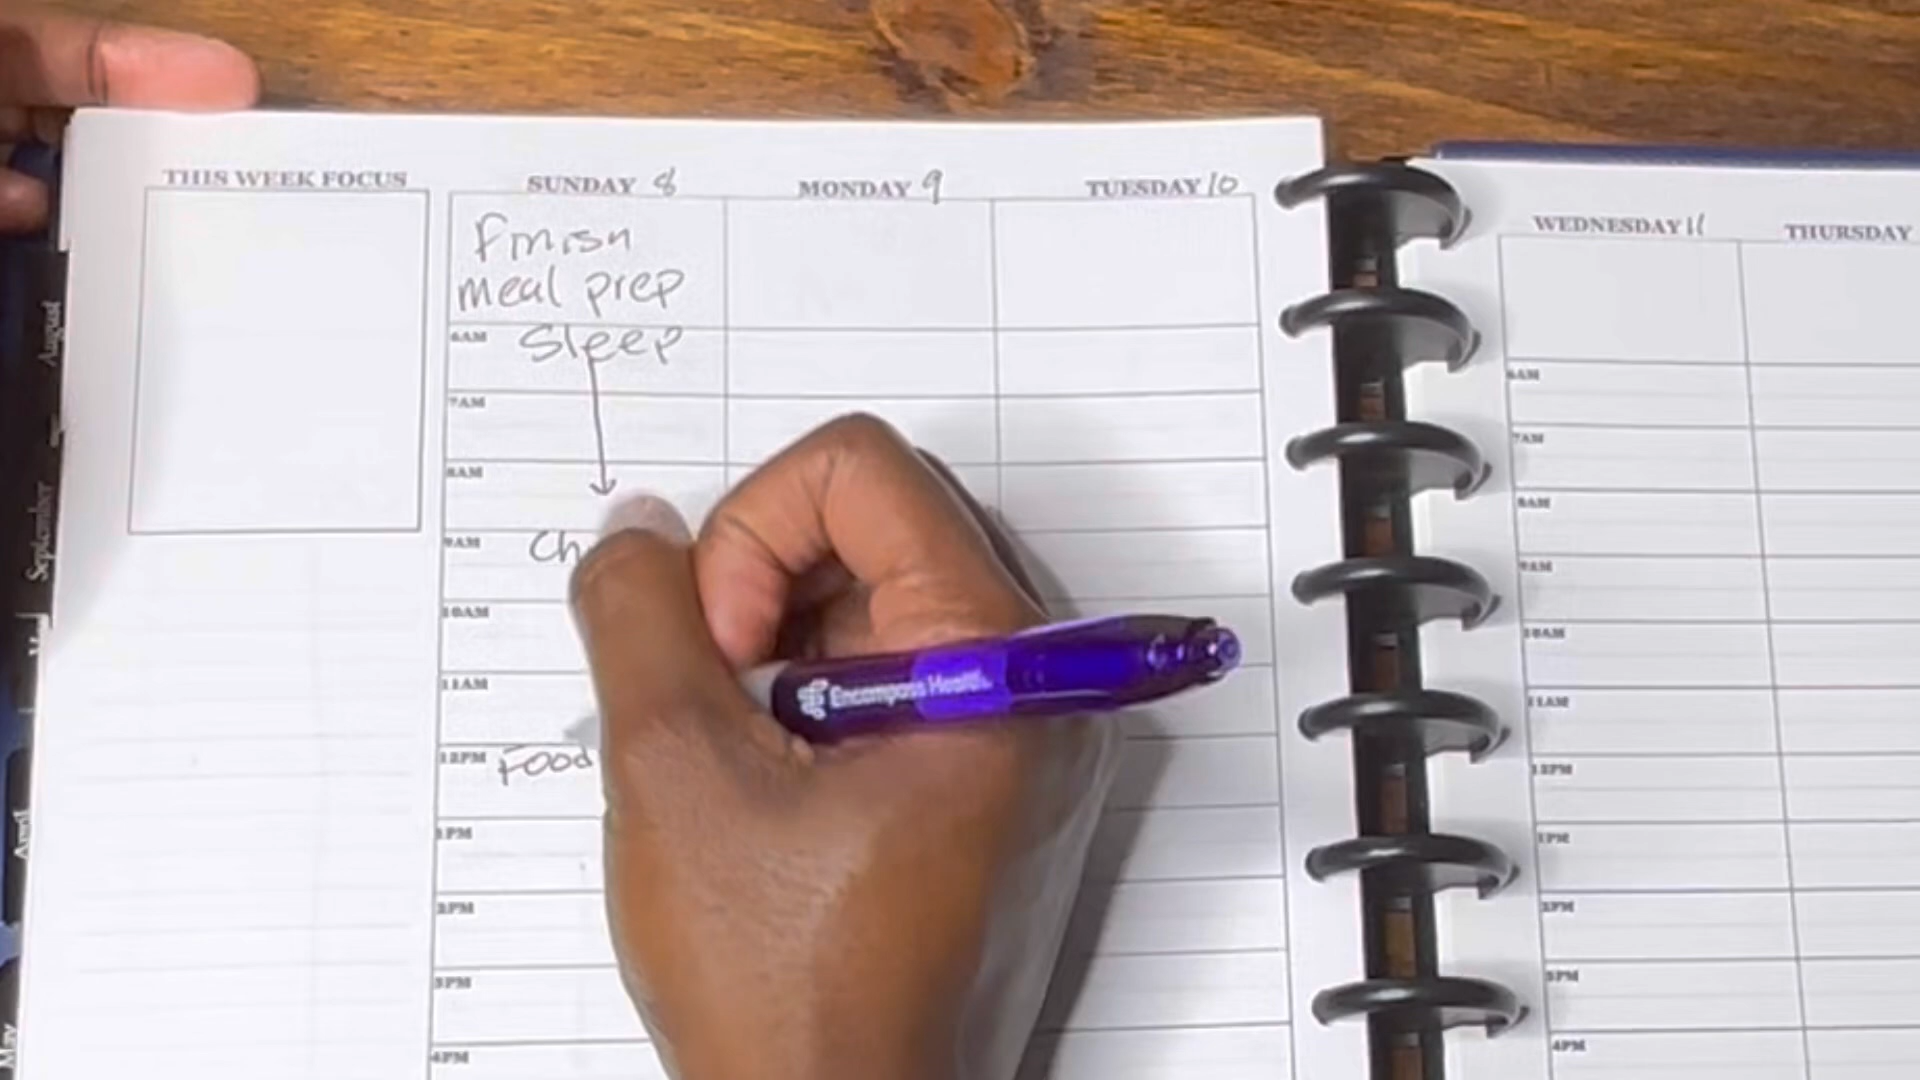 THIS WEEK FOCUS
SUNDAY 8
MONDAY 9
TUESDAY 10
WEDNESDAY 11
THURSDAY
Finish
meal prep
6AM
Sleep
7AM
8AM
9AM
Ch
10AM
11AM
12PM
Food
1PM
2PM
3PM
4PM
6AM
7AM
8AM
9AM
10AM
11AM
12PM
1PM
2PM
3PM
4PM
Encompass Health
August
September
April
May